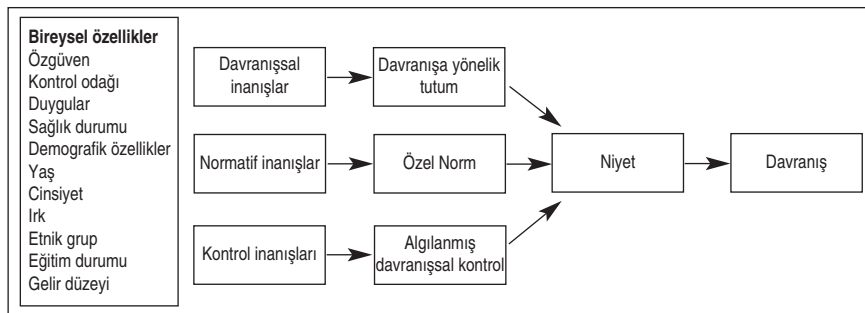 Bireysel özellikler
Özgüven
Kontrol odağı
Duygular
Sağlık durumu
Demografik özellikler
Yaş
Cinsiyet
Irk
Etnik grup
Eğitim durumu
Gelir düzeyi
Davranışsal
inanışlar
Davranışa yönelik
tutum
Normatif inanışlar
Özel Norm
Niyet
Davranış
Kontrol inanışları
Algılanmış
davranışsal kontrol